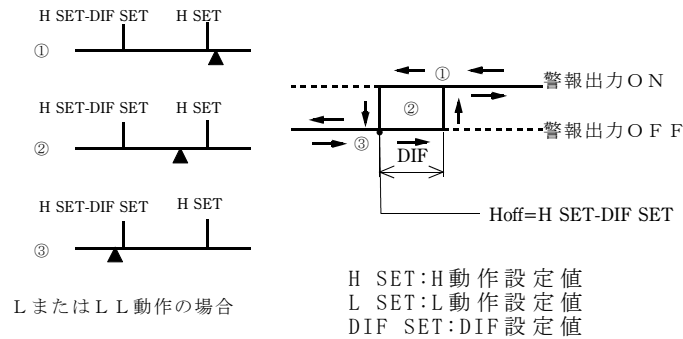 H SET-DIF SET H SET
①
H SET-DIF SET H SET
②
H SET-DIF SET H SET
③
LまたはLL動作の場合
①
警報出力ON
②
警報出力OFF
③
DIF
Hoff=H SET-DIF SET
H SET:H動作設定値
L SET:L動作設定値
DIF SET:DIF設定値